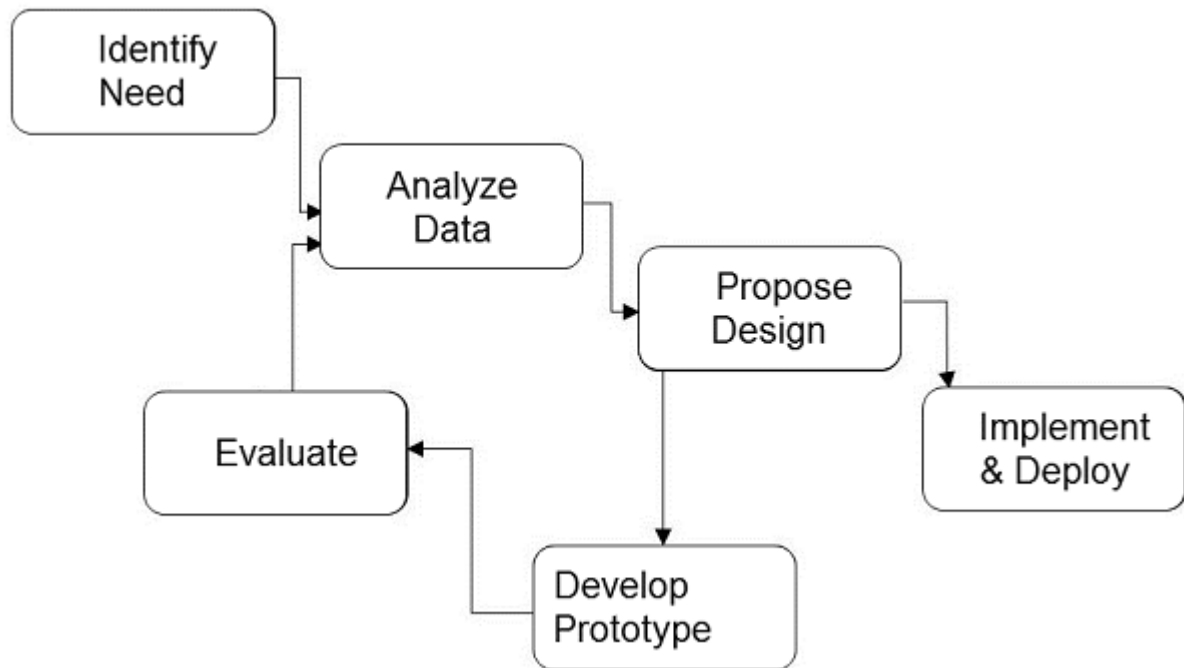 Identify
Need
Analyze
Data
Propose
Design
Implement
& Deploy
Evaluate
Develop
Prototype